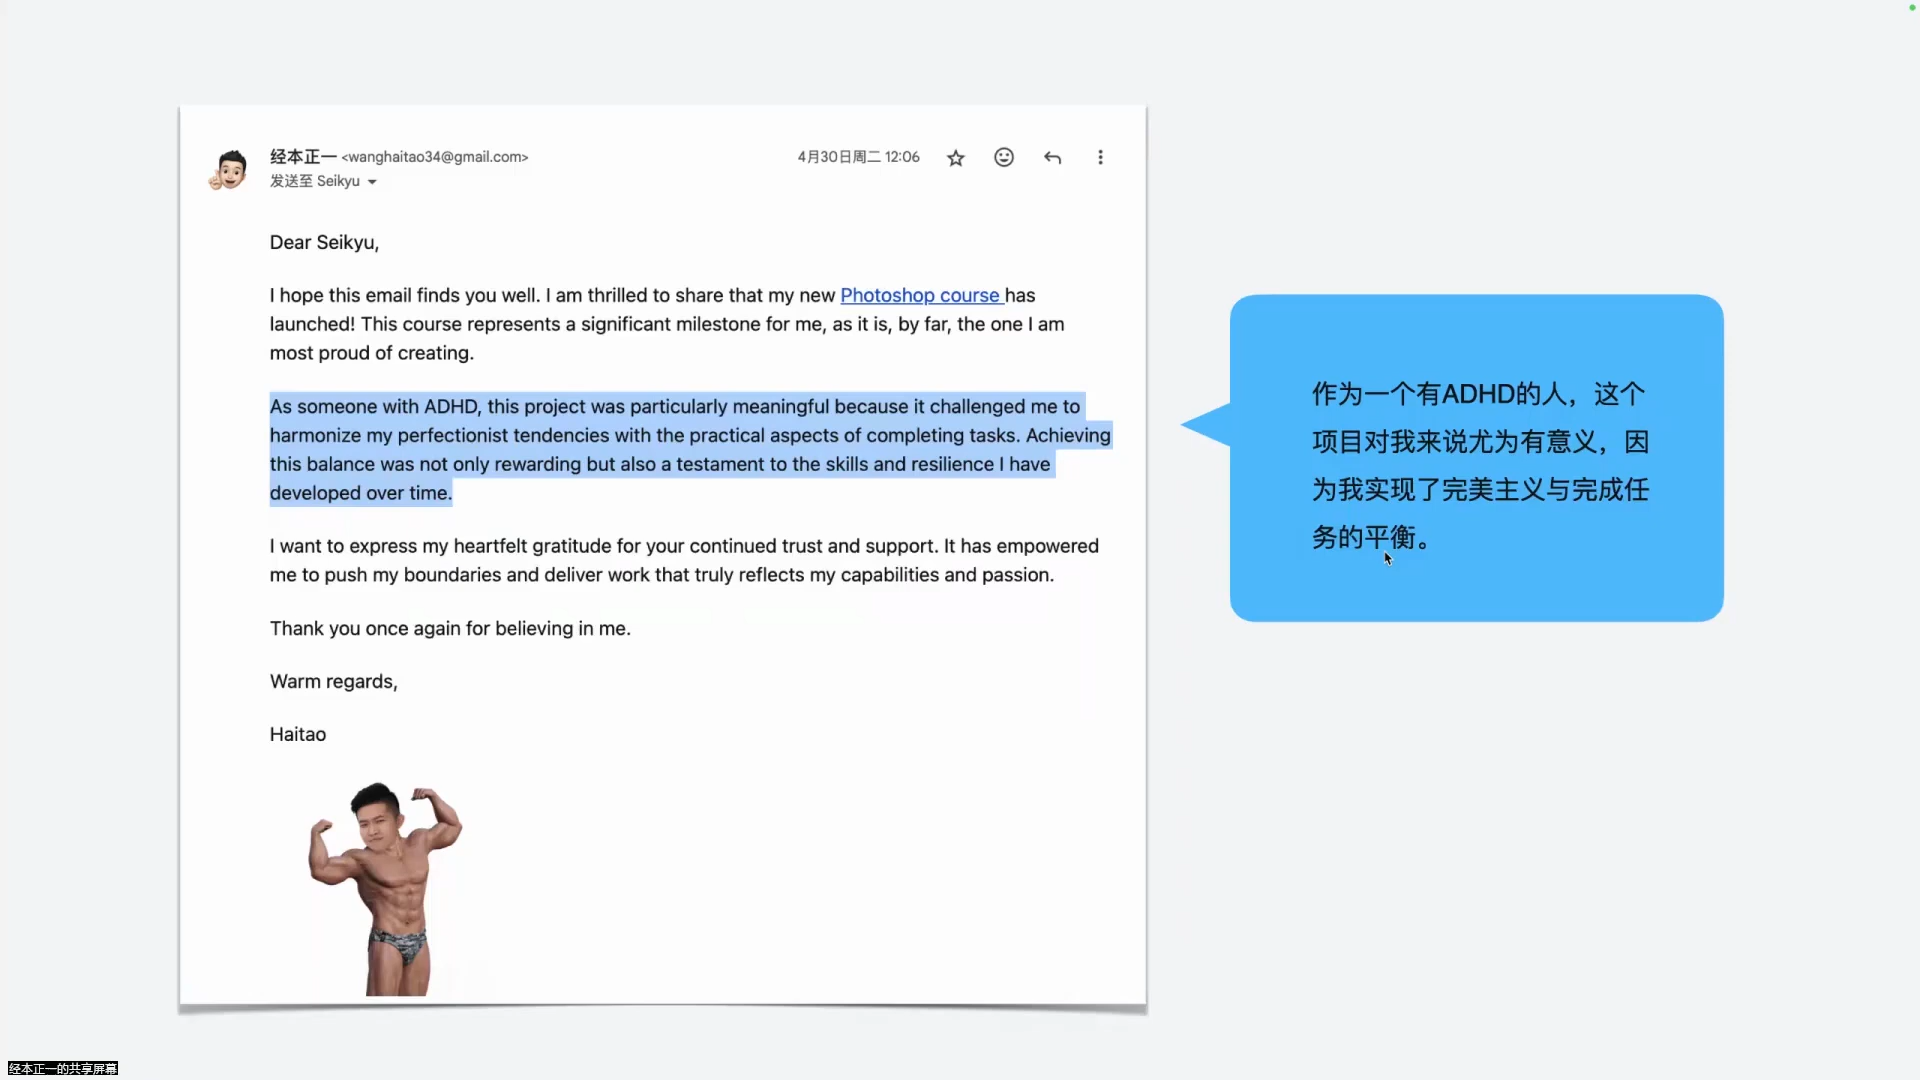 经本正一 <wanghaitao34@gmail.com>
4月30日周二 12:06
发送至 Seikyu
Dear Seikyu,
I hope this email finds you well. I am thrilled to share that my new Photoshop course has
launched! This course represents a significant milestone for me, as it is, by far, the one I am
most proud of creating.
As someone with ADHD, this project was particularly meaningful because it challenged me to
harmonize my perfectionist tendencies with the practical aspects of completing tasks. Achieving
this balance was not only rewarding but also a testament to the skills and resilience I have
developed over time.
I want to express my heartfelt gratitude for your continued trust and support. It has empowered
me to push my boundaries and deliver work that truly reflects my capabilities and passion.
Thank you once again for believing in me.
Warm regards,
Haitao
作为一个有ADHD的人，这个
项目对我来说尤为有意义，因
为我实现了完美主义与完成任
务的平衡。
经本正一的共享屏幕